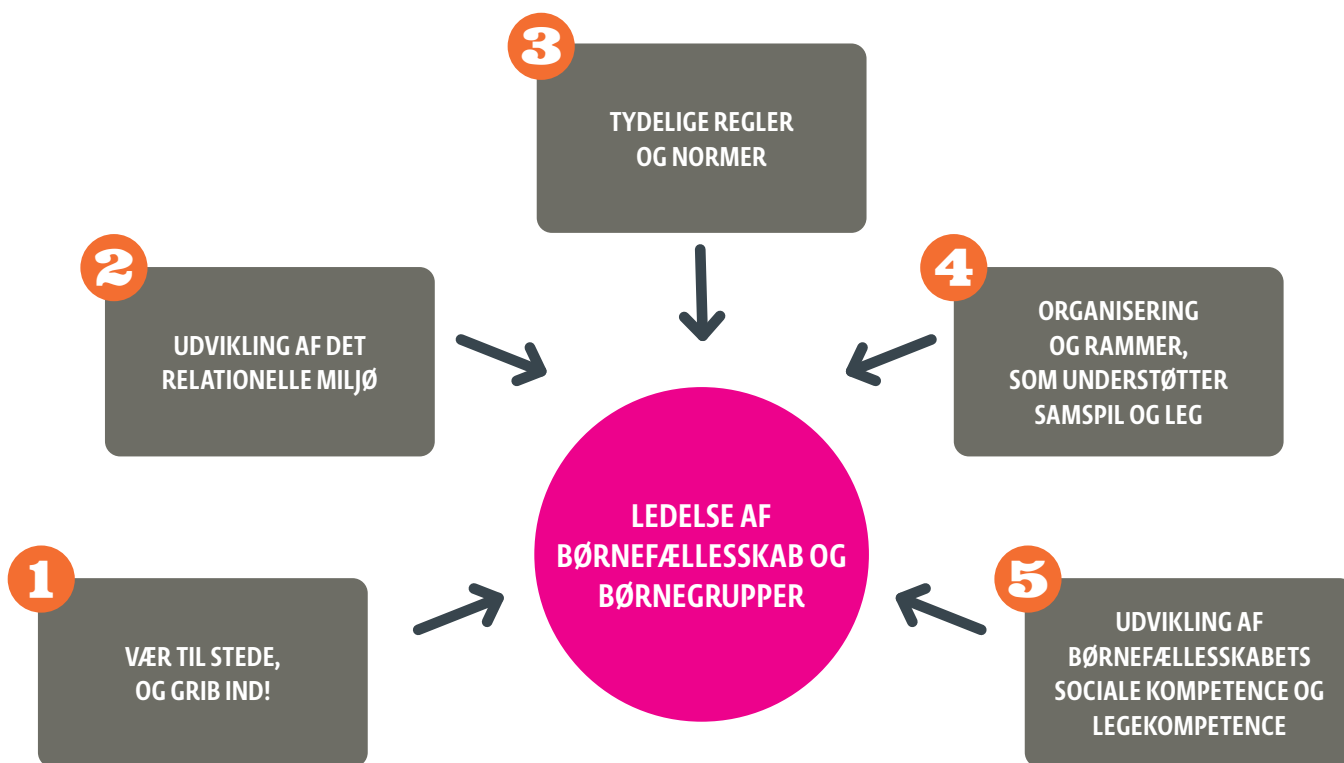 3
TYDELIGE REGLER
OG NORMER
2
UDVIKLING AF DET
RELATIONELLE MILJØ
4
ORGANISERING
OG RAMMER,
SOM UNDERSTØTTER
SAMSPIL OG LEG
LEDELSE AF
BØRNEFÆLLESSKAB OG
BØRNEGRUPPER
1
VÆR TIL STEDE,
OG GRIB IND!
5
UDVIKLING AF
BØRNEFÆLLESSKABETS
SOCIALE KOMPETENCE OG
LEGEKOMPETENCE